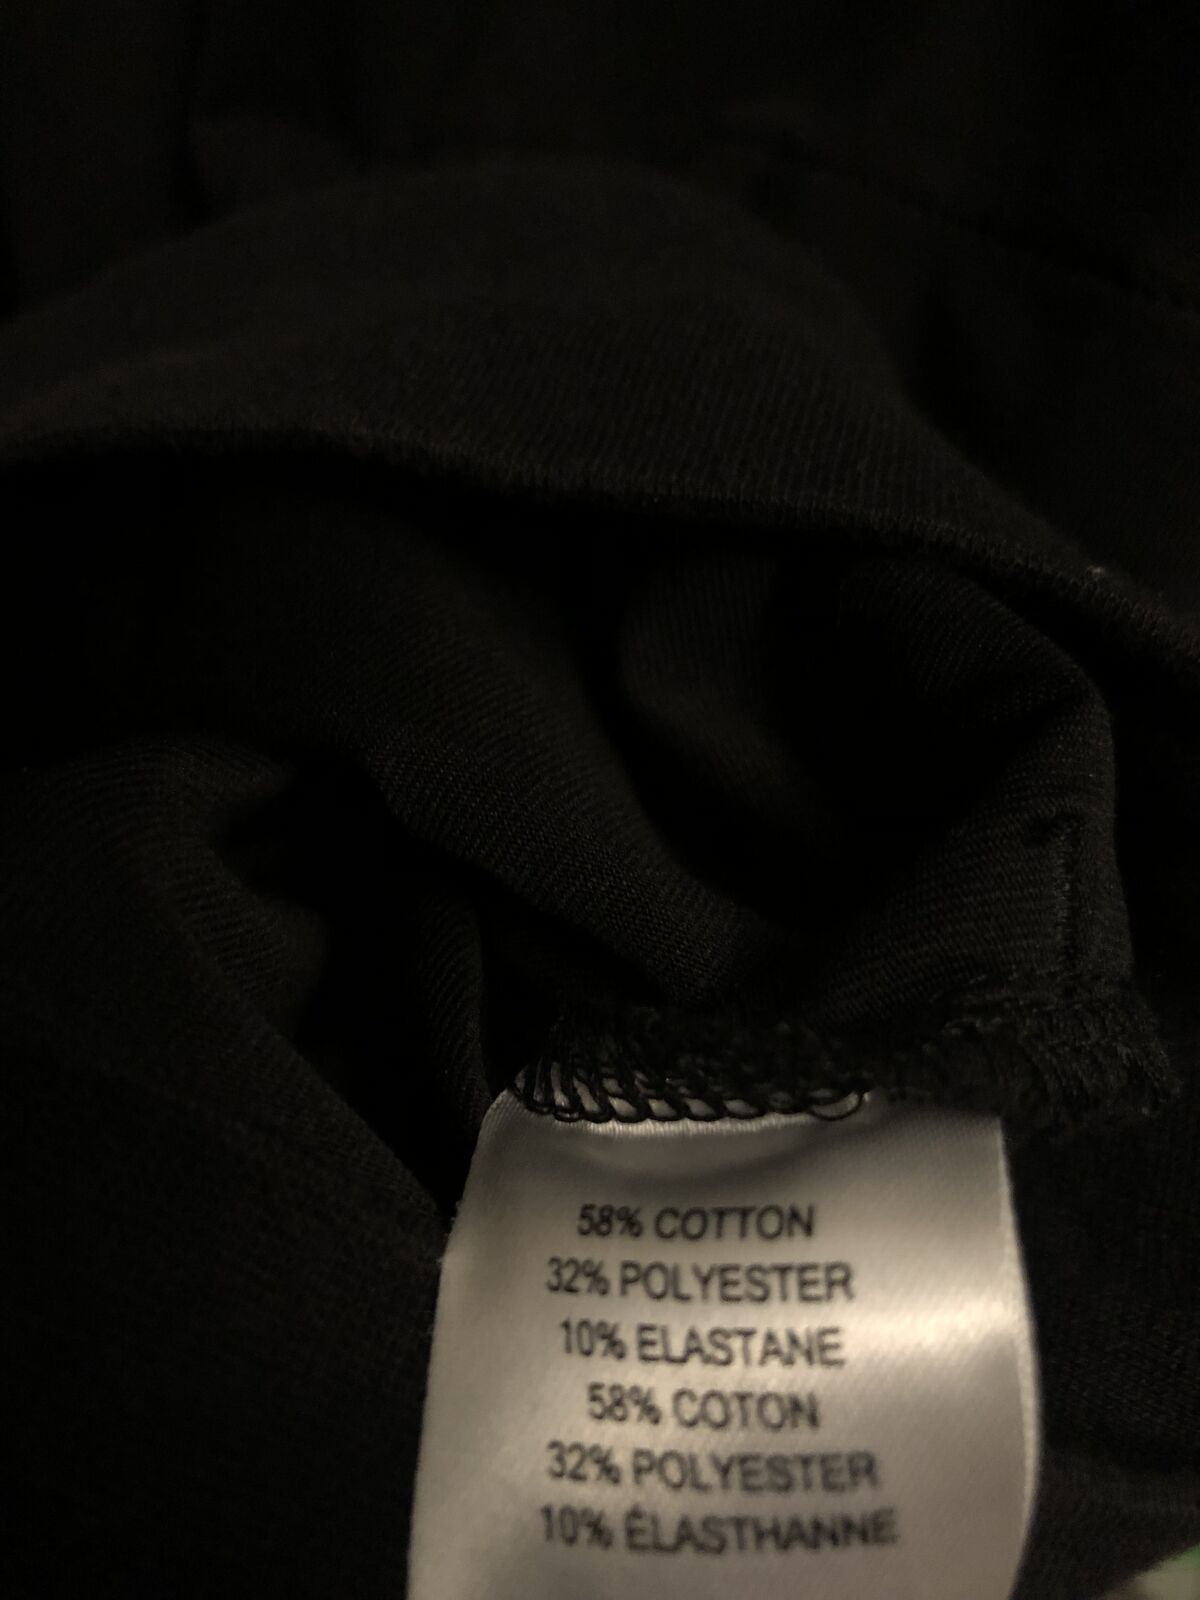 58% COTTON
32% POLYESTER
10% ELASTANE
58% COTON
32% POLYESTER
10% ÉLASTHANNE